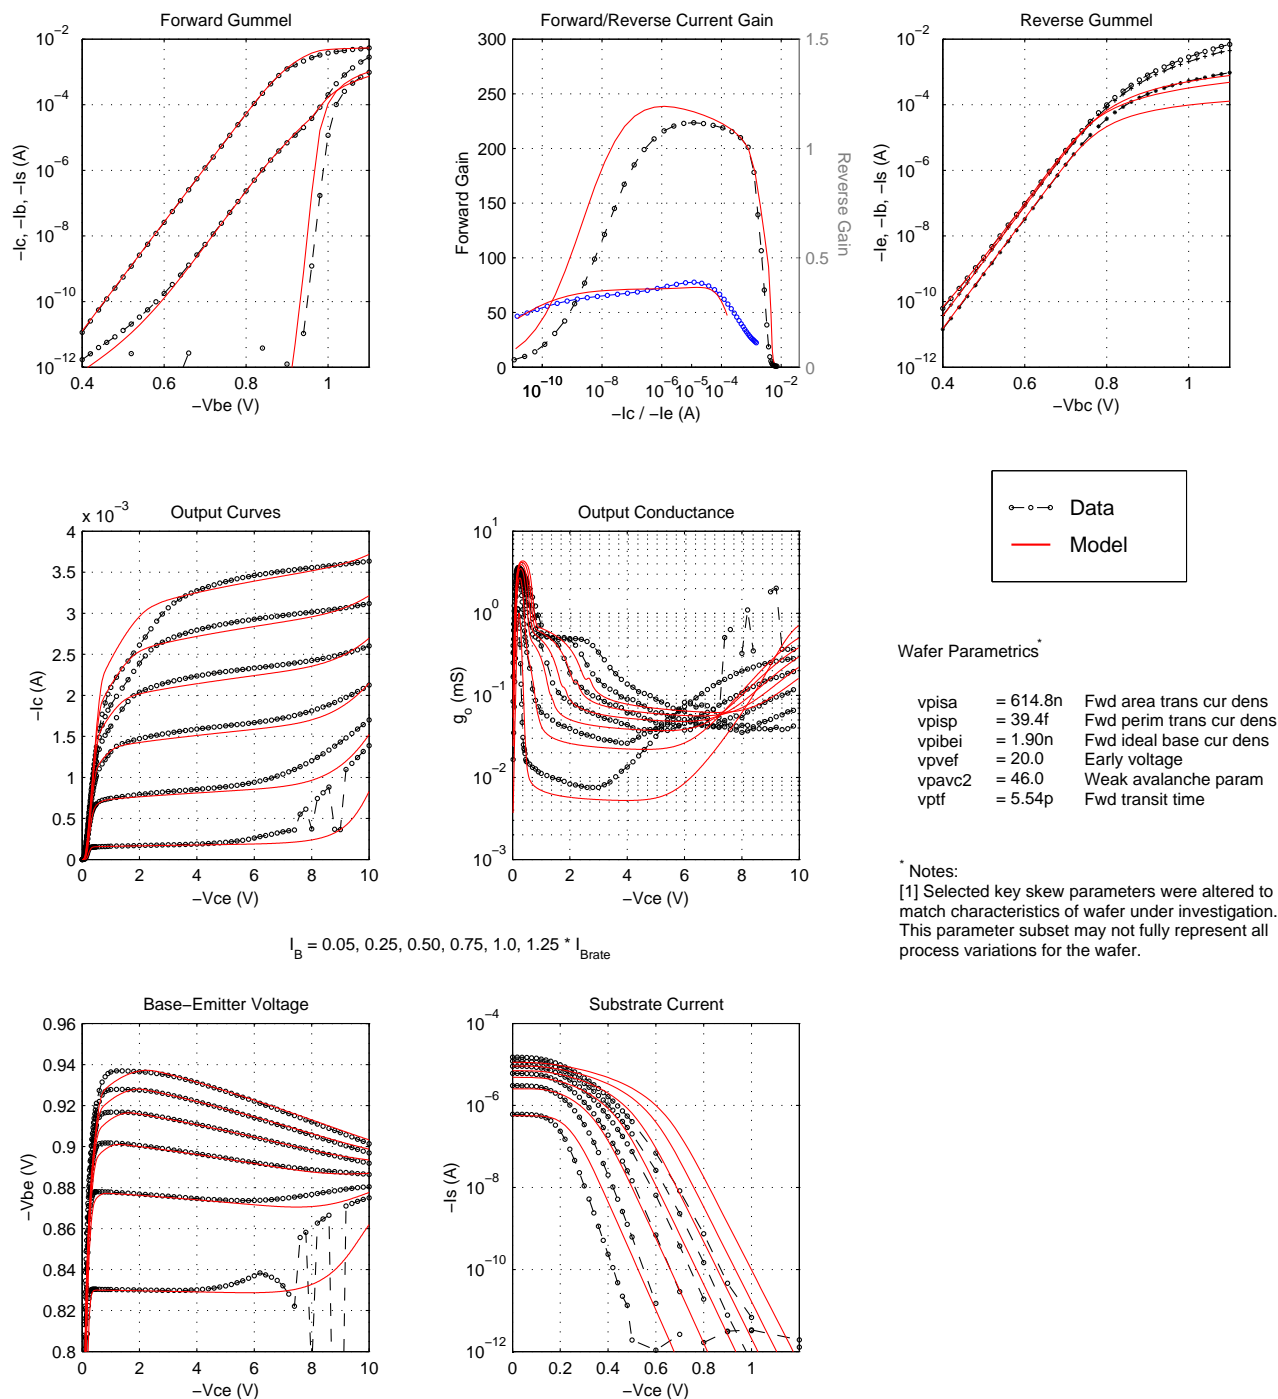 Forward Gummel
10−2
10−4
10−6
10−8
10−10
10−12
−Ic, −Ib, −Is (A)
0.4 0.6 0.8 1
−Vbe (V)
Forward/Reverse Current Gain
300
250
200
150
100
50
0
Forward Gain
1.5
1
0.5
0
Reverse Gain
10−10 10−8 10−6 10−5 10−4 10−2
−Ic / −Ie (A)
Reverse Gummel
10−2
10−4
10−6
10−8
10−10
10−12
−Ie, −Ib, −Is (A)
0.4 0.6 0.8 1
−Vbc (V)
Output Curves
x 10−3
4
3.5
3
2.5
2
1.5
1
0.5
0
−Ic (A)
0 2 4 6 8 10
−Vce (V)
Output Conductance
101
100
10−1
10−2
10−3
go (mS)
0 2 4 6 8 10
−Vce (V)
Data
Model
Wafer Parametrics*
vpisa = 614.8n Fwd area trans cur dens
vpisp = 39.4f Fwd perim trans cur dens
vpibei = 1.90n Fwd ideal base cur dens
vpvef = 20.0 Early voltage
vpavc2 = 46.0 Weak avalanche param
vptf = 5.54p Fwd transit time
* Notes:
[1] Selected key skew parameters were altered to
match characteristics of wafer under investigation.
This parameter subset may not fully represent all
process variations for the wafer.
IB = 0.05, 0.25, 0.50, 0.75, 1.0, 1.25 * IBrate
Base−Emitter Voltage
0.96
0.94
0.92
0.9
0.88
0.86
0.84
0.82
0.8
−Vbe (V)
0 2 4 6 8 10
−Vce (V)
Substrate Current
10−4
10−6
10−8
10−10
10−12
−Is (A)
0 0.2 0.4 0.6 0.8 1 1.2
−Vce (V)